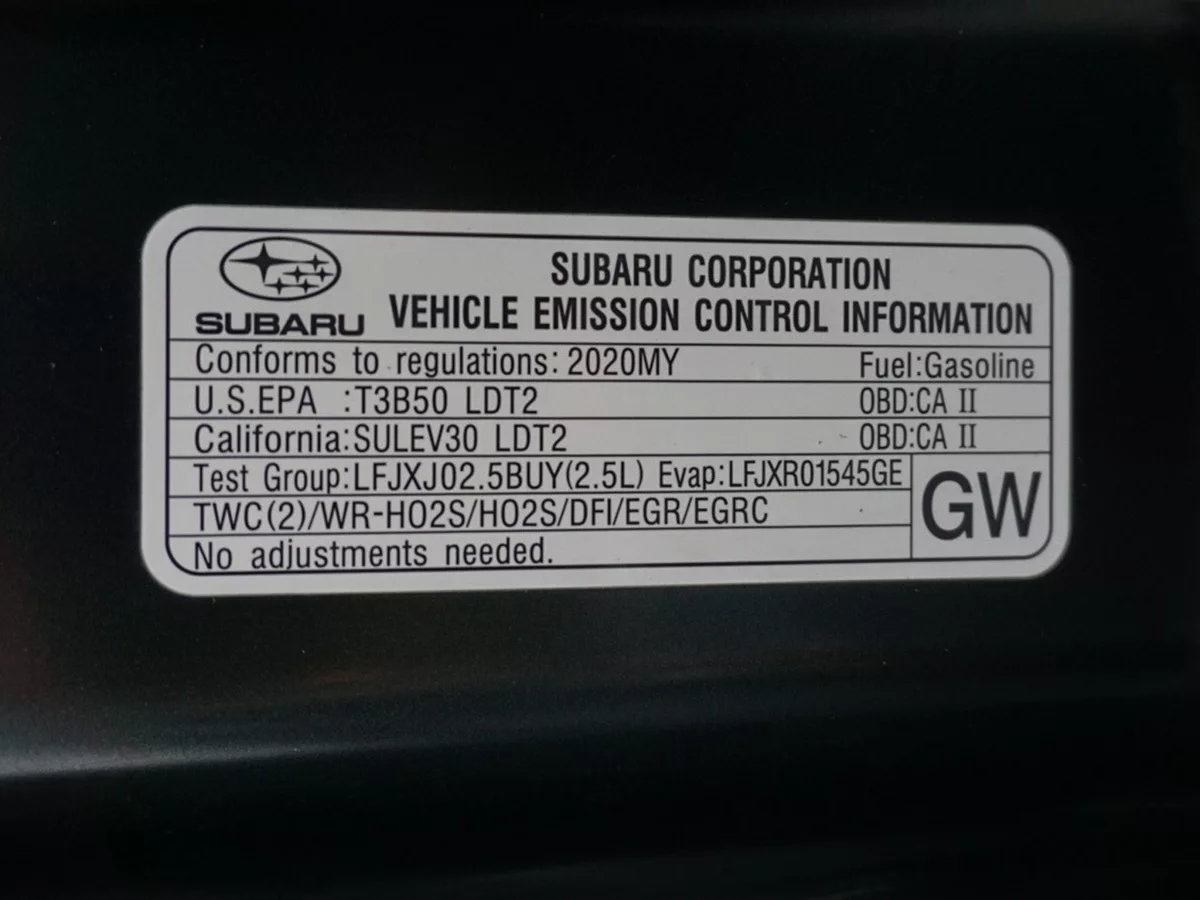 SUBARU CORPORATION
SUBARU VEHICLE EMISSION CONTROL INFORMATION
Conforms to regulations: 2020MY Fuel:Gasoline
U.S.EPA :T3B50 LDT2 OBD:CA II
California:SULEV30 LDT2 OBD:CA II
Test Group:LFJXJ02.5BUY(2.5L) Evap:LFJXR01545GE
GW
TWC(2)/WR-HO2S/HO2S/DFI/EGR/EGRC
No adjustments needed.